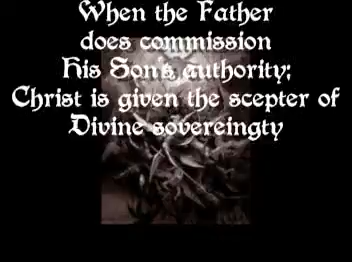 When the Father
does commission
His Son's authority;
Christ is given the scepter of
Divine sovereingty